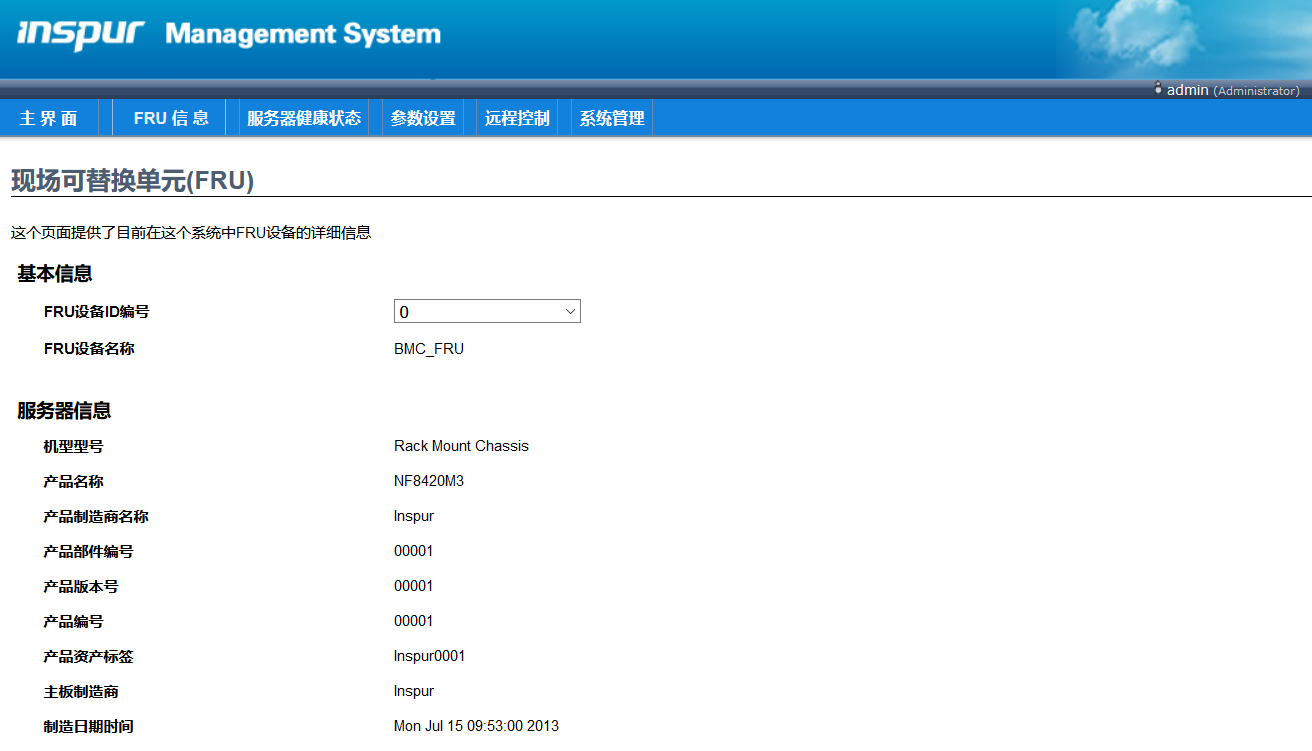 inspur Management System
admin (Administrator)
主 界 面 FRU 信 息 服务器健康状态 参数设置 远程控制 系统管理
现场可替换单元(FRU)
这个页面提供了目前在这个系统中FRU设备的详细信息
基本信息
FRU设备ID编号 0
FRU设备名称 BMC_FRU
服务器信息
机型型号 Rack Mount Chassis
产品名称 NF8420M3
产品制造商名称 Inspur
产品部件编号 00001
产品版本号 00001
产品编号 00001
产品资产标签 Inspur0001
主板制造商 Inspur
制造日期时间 Mon Jul 15 09:53:00 2013